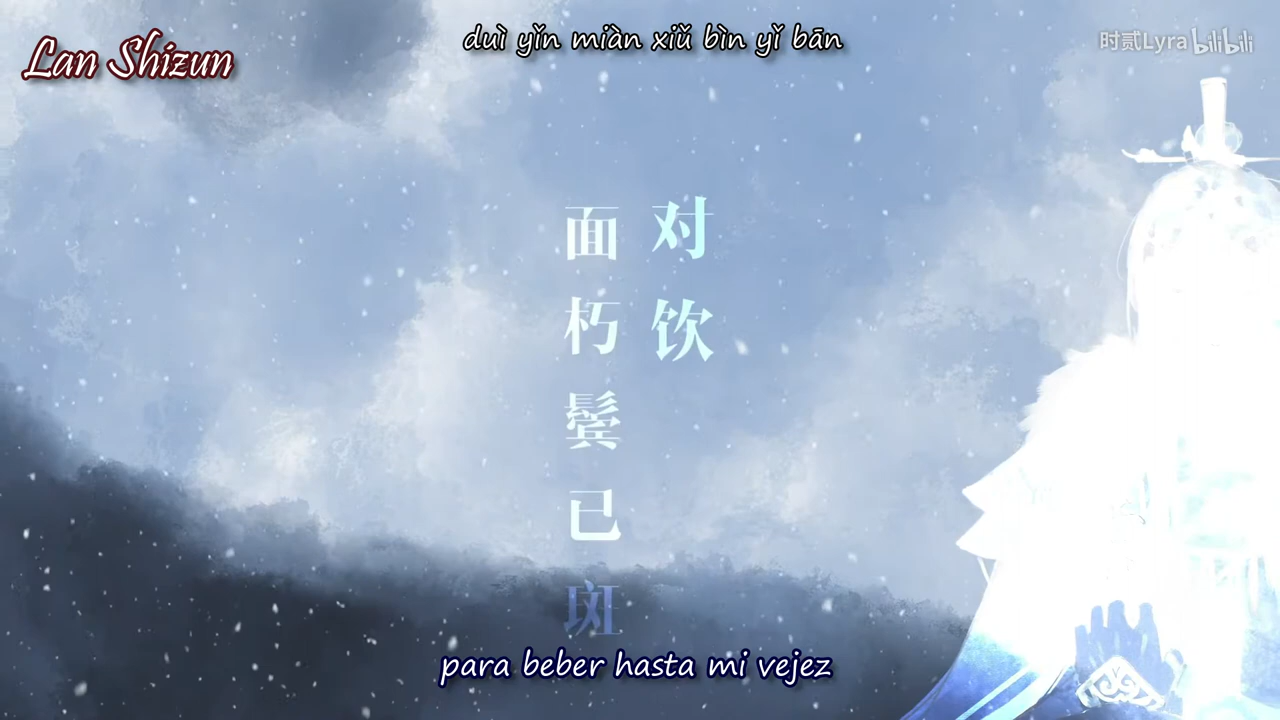 Lan Shizun
duì yǐn miàn xiǔ bìn yǐ bān
时贰Lyra bilibili
对饮
面朽鬓已斑
para beber hasta mi vejez